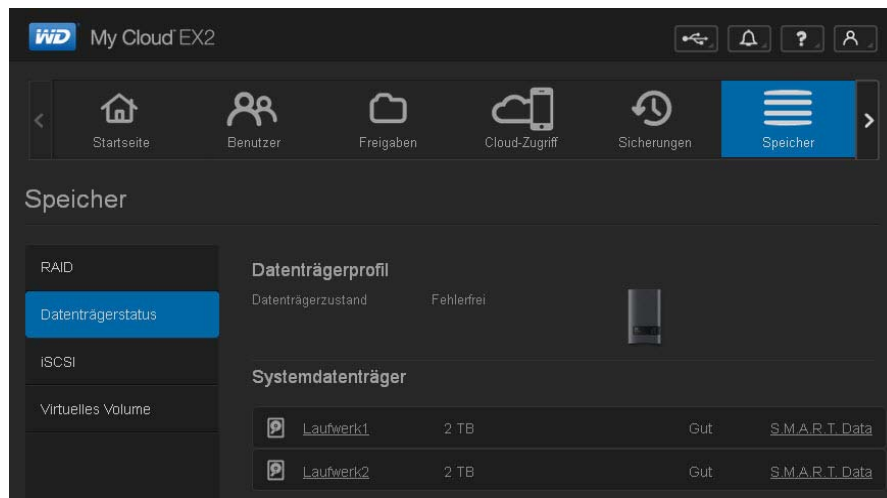 WD My Cloud EX2
?
< Startseite Benutzer Freigaben Cloud-Zugriff Sicherungen Speicher >
Speicher
RAID
Datenträgerstatus
iSCSI
Virtuelles Volume
Datenträgerprofil
Datenträgerzustand Fehlerfrei
Systemdatenträger
Laufwerk1 2 TB Gut S.M.A.R.T. Data
Laufwerk2 2 TB Gut S.M.A.R.T. Data